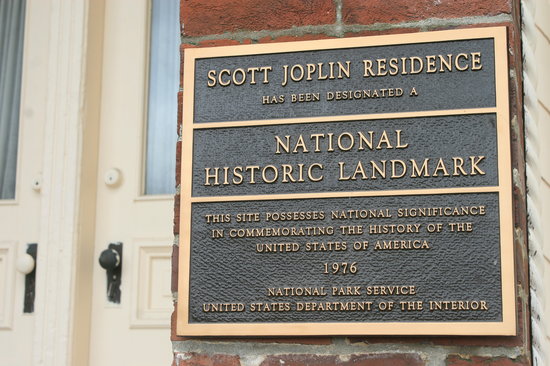 SCOTT JOPLIN RESIDENCE
HAS BEEN DESIGNATED A
NATIONAL
HISTORIC LANDMARK
THIS SITE POSSESSES NATIONAL SIGNIFICANCE
IN COMMEMORATING THE HISTORY OF THE
UNITED STATES OF AMERICA
1976
NATIONAL PARK SERVICE
UNITED STATES DEPARTMENT OF THE INTERIOR